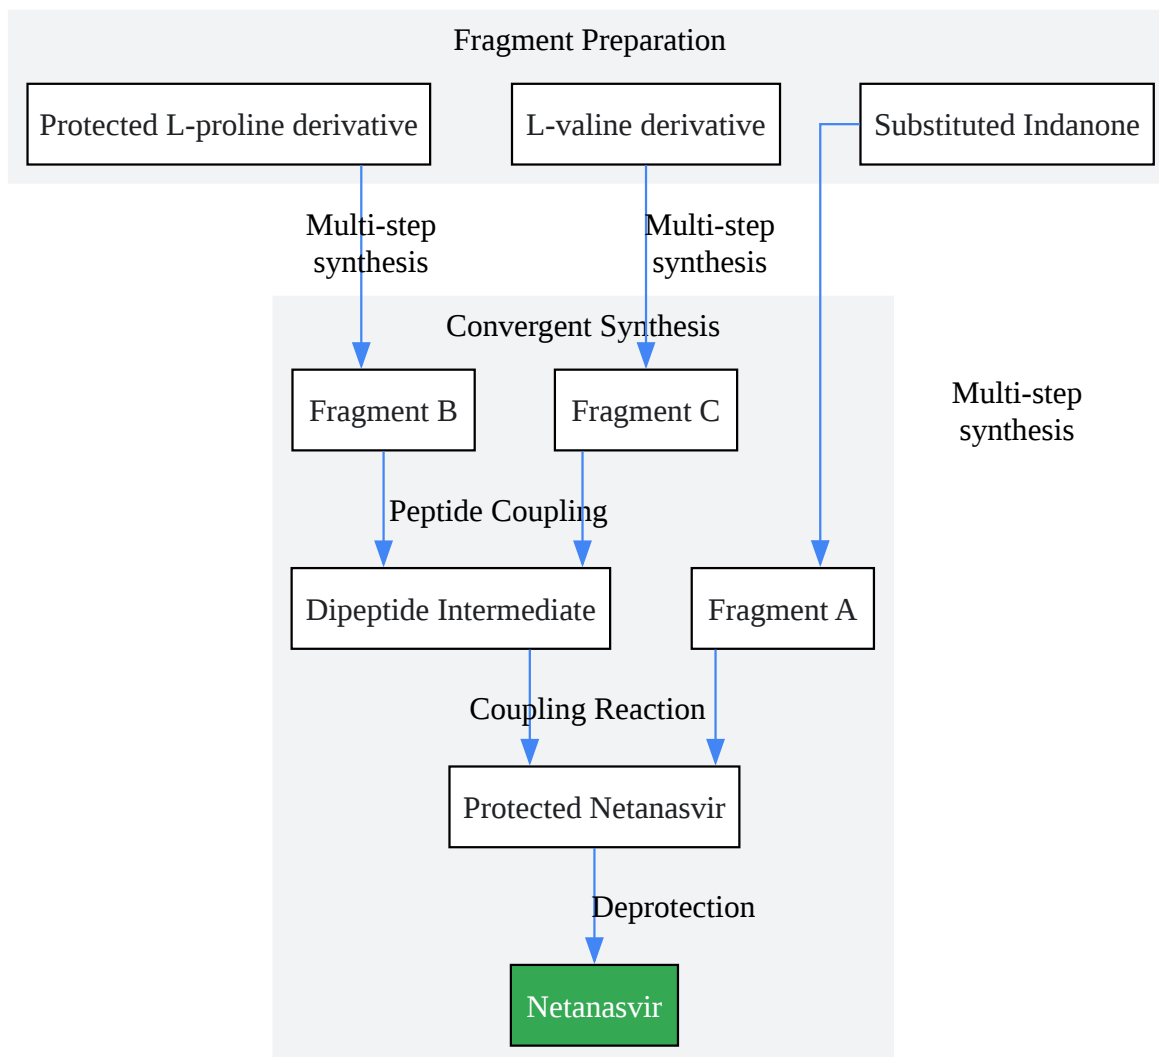 Fragment Preparation
Protected L-proline derivative
L-valine derivative
Substituted Indanone
Multi-step
synthesis
Multi-step
synthesis
Convergent Synthesis
Multi-step
synthesis
Fragment B
Fragment C
Peptide Coupling
Dipeptide Intermediate
Fragment A
Coupling Reaction
Protected Netanasvir
Deprotection
Netanasvir